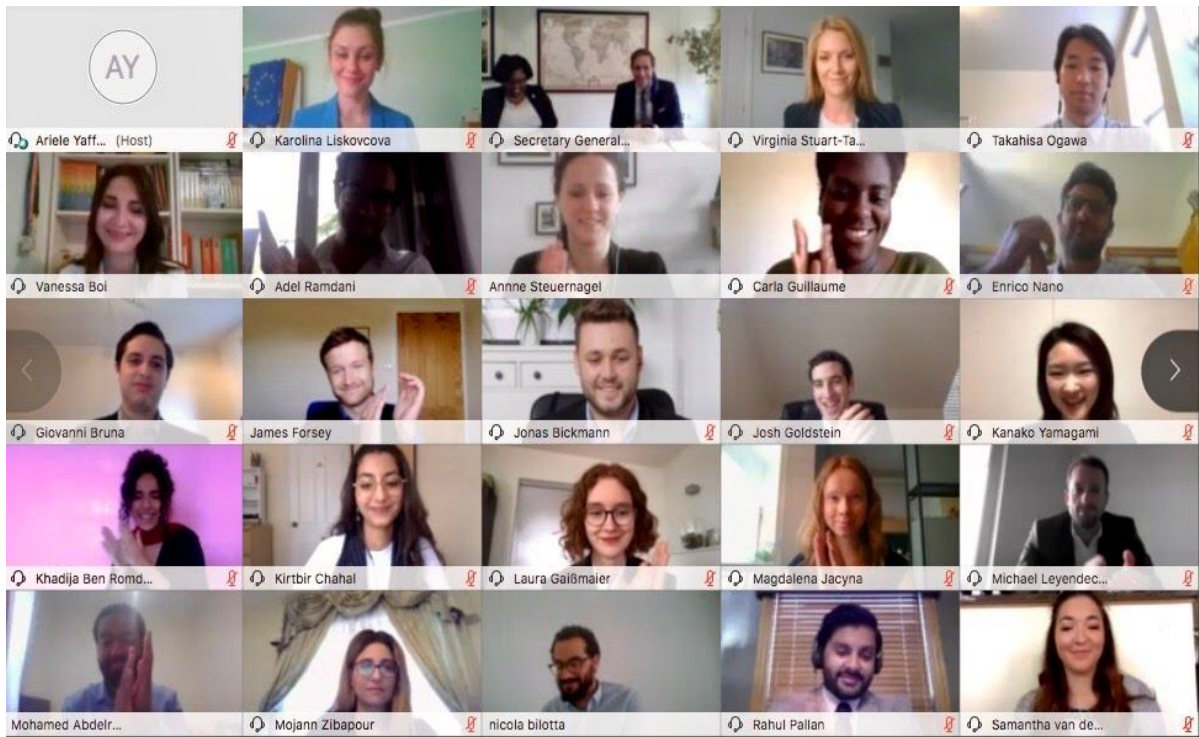 AY
Ariele Yaff... (Host)
Karolina Liskovcova
Secretary General...
Virginia Stuart-Ta...
Takahisa Ogawa
Vanessa Boi
Adel Ramdani
Annne Steuernagel
Carla Guillaume
Enrico Nano
Giovanni Bruna
James Forsey
Jonas Bickmann
Josh Goldstein
Kanako Yamagami
Khadija Ben Romd...
Kirtbir Chahal
Laura Gaißmaier
Magdalena Jacyna
Michael Leyendec...
Mohamed Abdelr...
Mojann Zibapour
nicola bilotta
Rahul Pallan
Samantha van de...